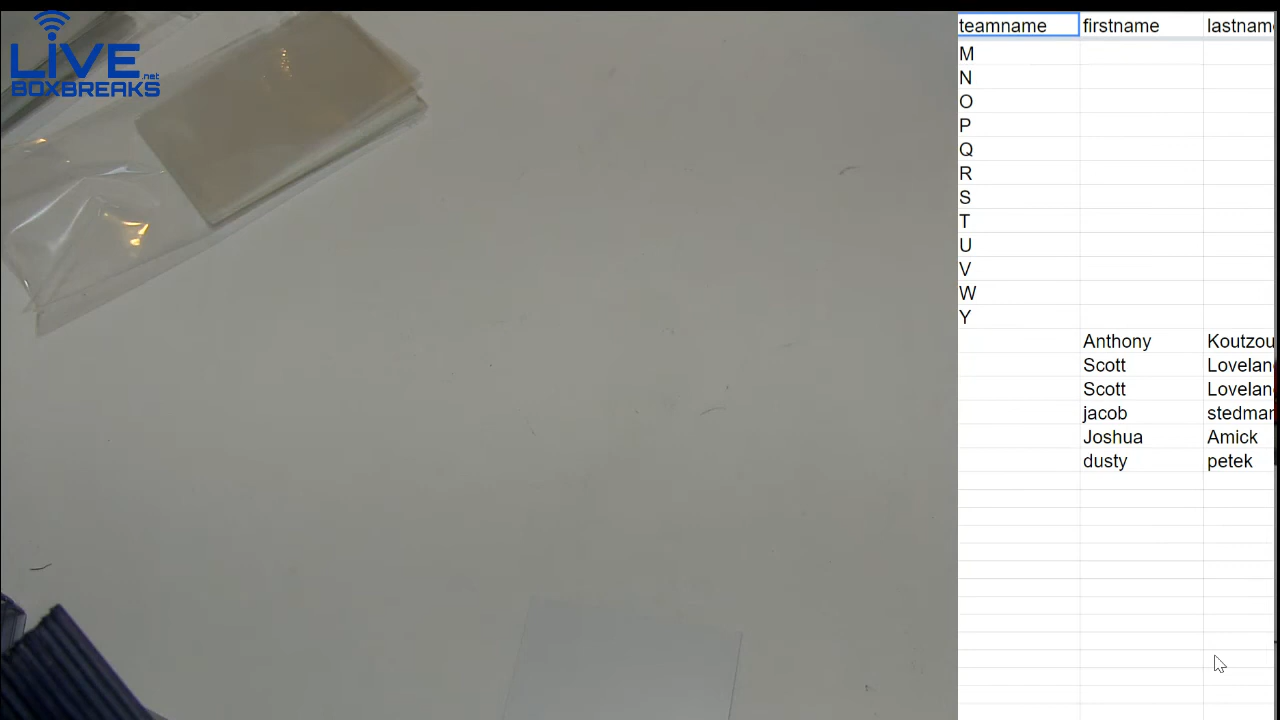 LIVE.net
BOXBREAKS
teamname firstname
M
N
O
P
Q
R
S
T
U
V
W
Y
Anthony
Scott
Scott
jacob
Joshua Amick
dusty petek